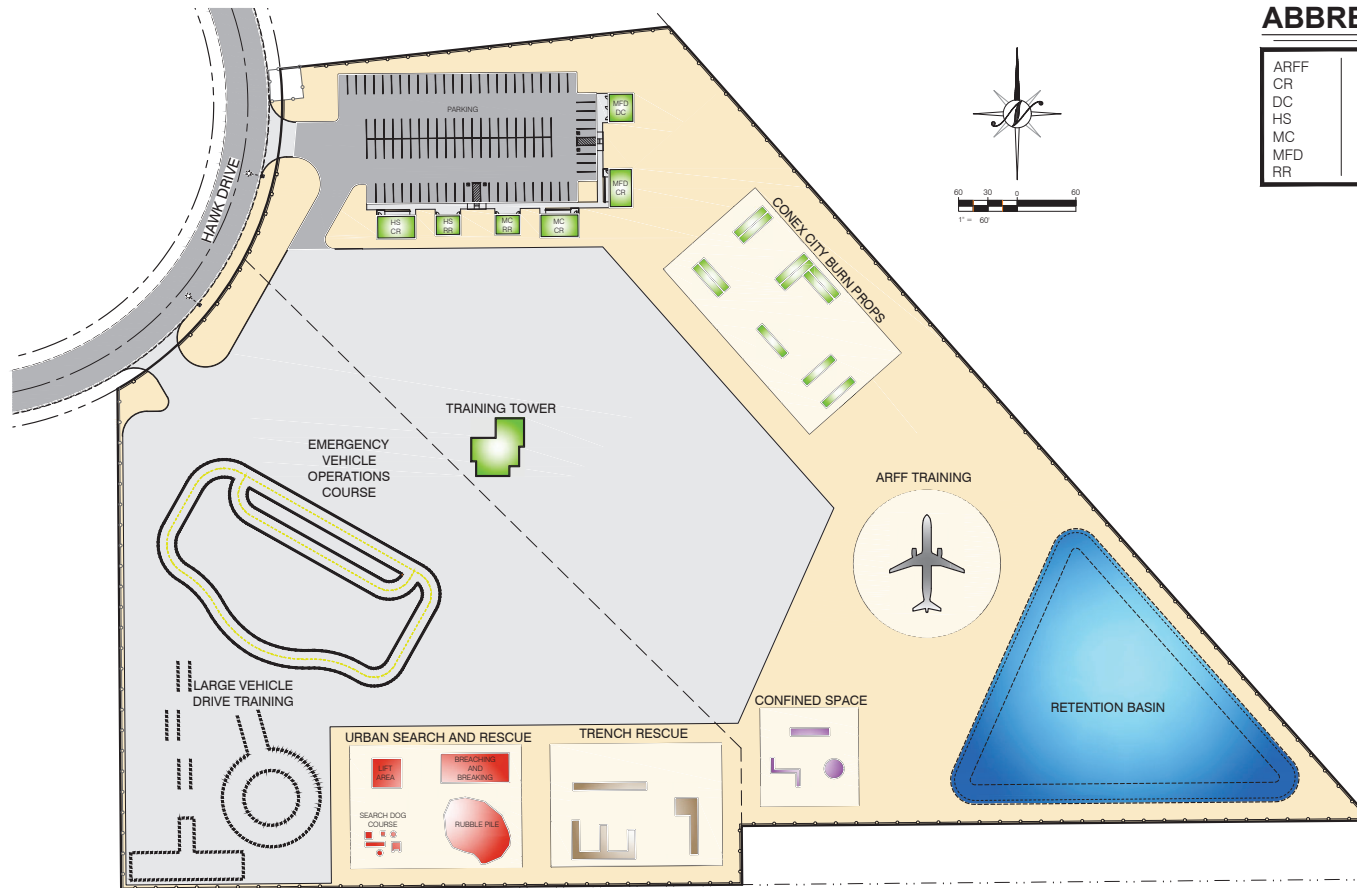 ABBRE
ARFF
CR
DC
HS
MC
MFD
RR
N
60 30 0 60
1" = 60'
PARKING
MFD
DC
MFD
CR
HS
CR
HS
RR
MC
RR
MC
CR
HAWK DRIVE
CONEX CITY BURN PROPS
TRAINING TOWER
EMERGENCY
VEHICLE
OPERATIONS
COURSE
ARFF TRAINING
LARGE VEHICLE
DRIVE TRAINING
CONFINED SPACE
RETENTION BASIN
URBAN SEARCH AND RESCUE
TRENCH RESCUE
LIFT
AREA
BREACHING
AND
BREAKING
SEARCH DOG
COURSE
RUBBLE PILE